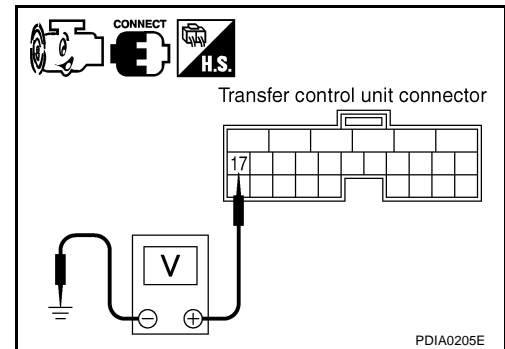 CONNECT
H.S.
Transfer control unit connector
17
V
− +
PDIA0205E